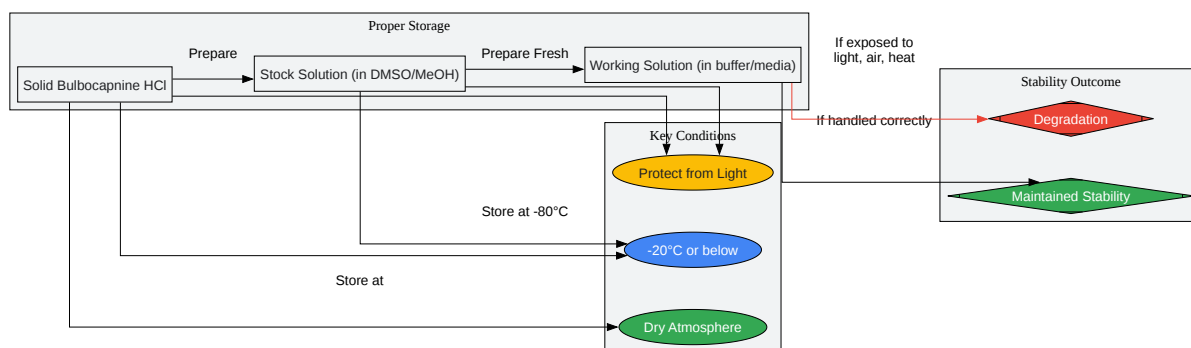 Proper Storage
Prepare
Prepare Fresh
If exposed to
light, air, heat
Solid Bulbocapnine HCl
Stock Solution (in DMSO/MeOH)
Working Solution (in buffer/media)
Stability Outcome
If handled correctly
Degradation
Key Conditions
Protect from Light
Maintained Stability
Store at -80°C
-20°C or below
Store at
Dry Atmosphere